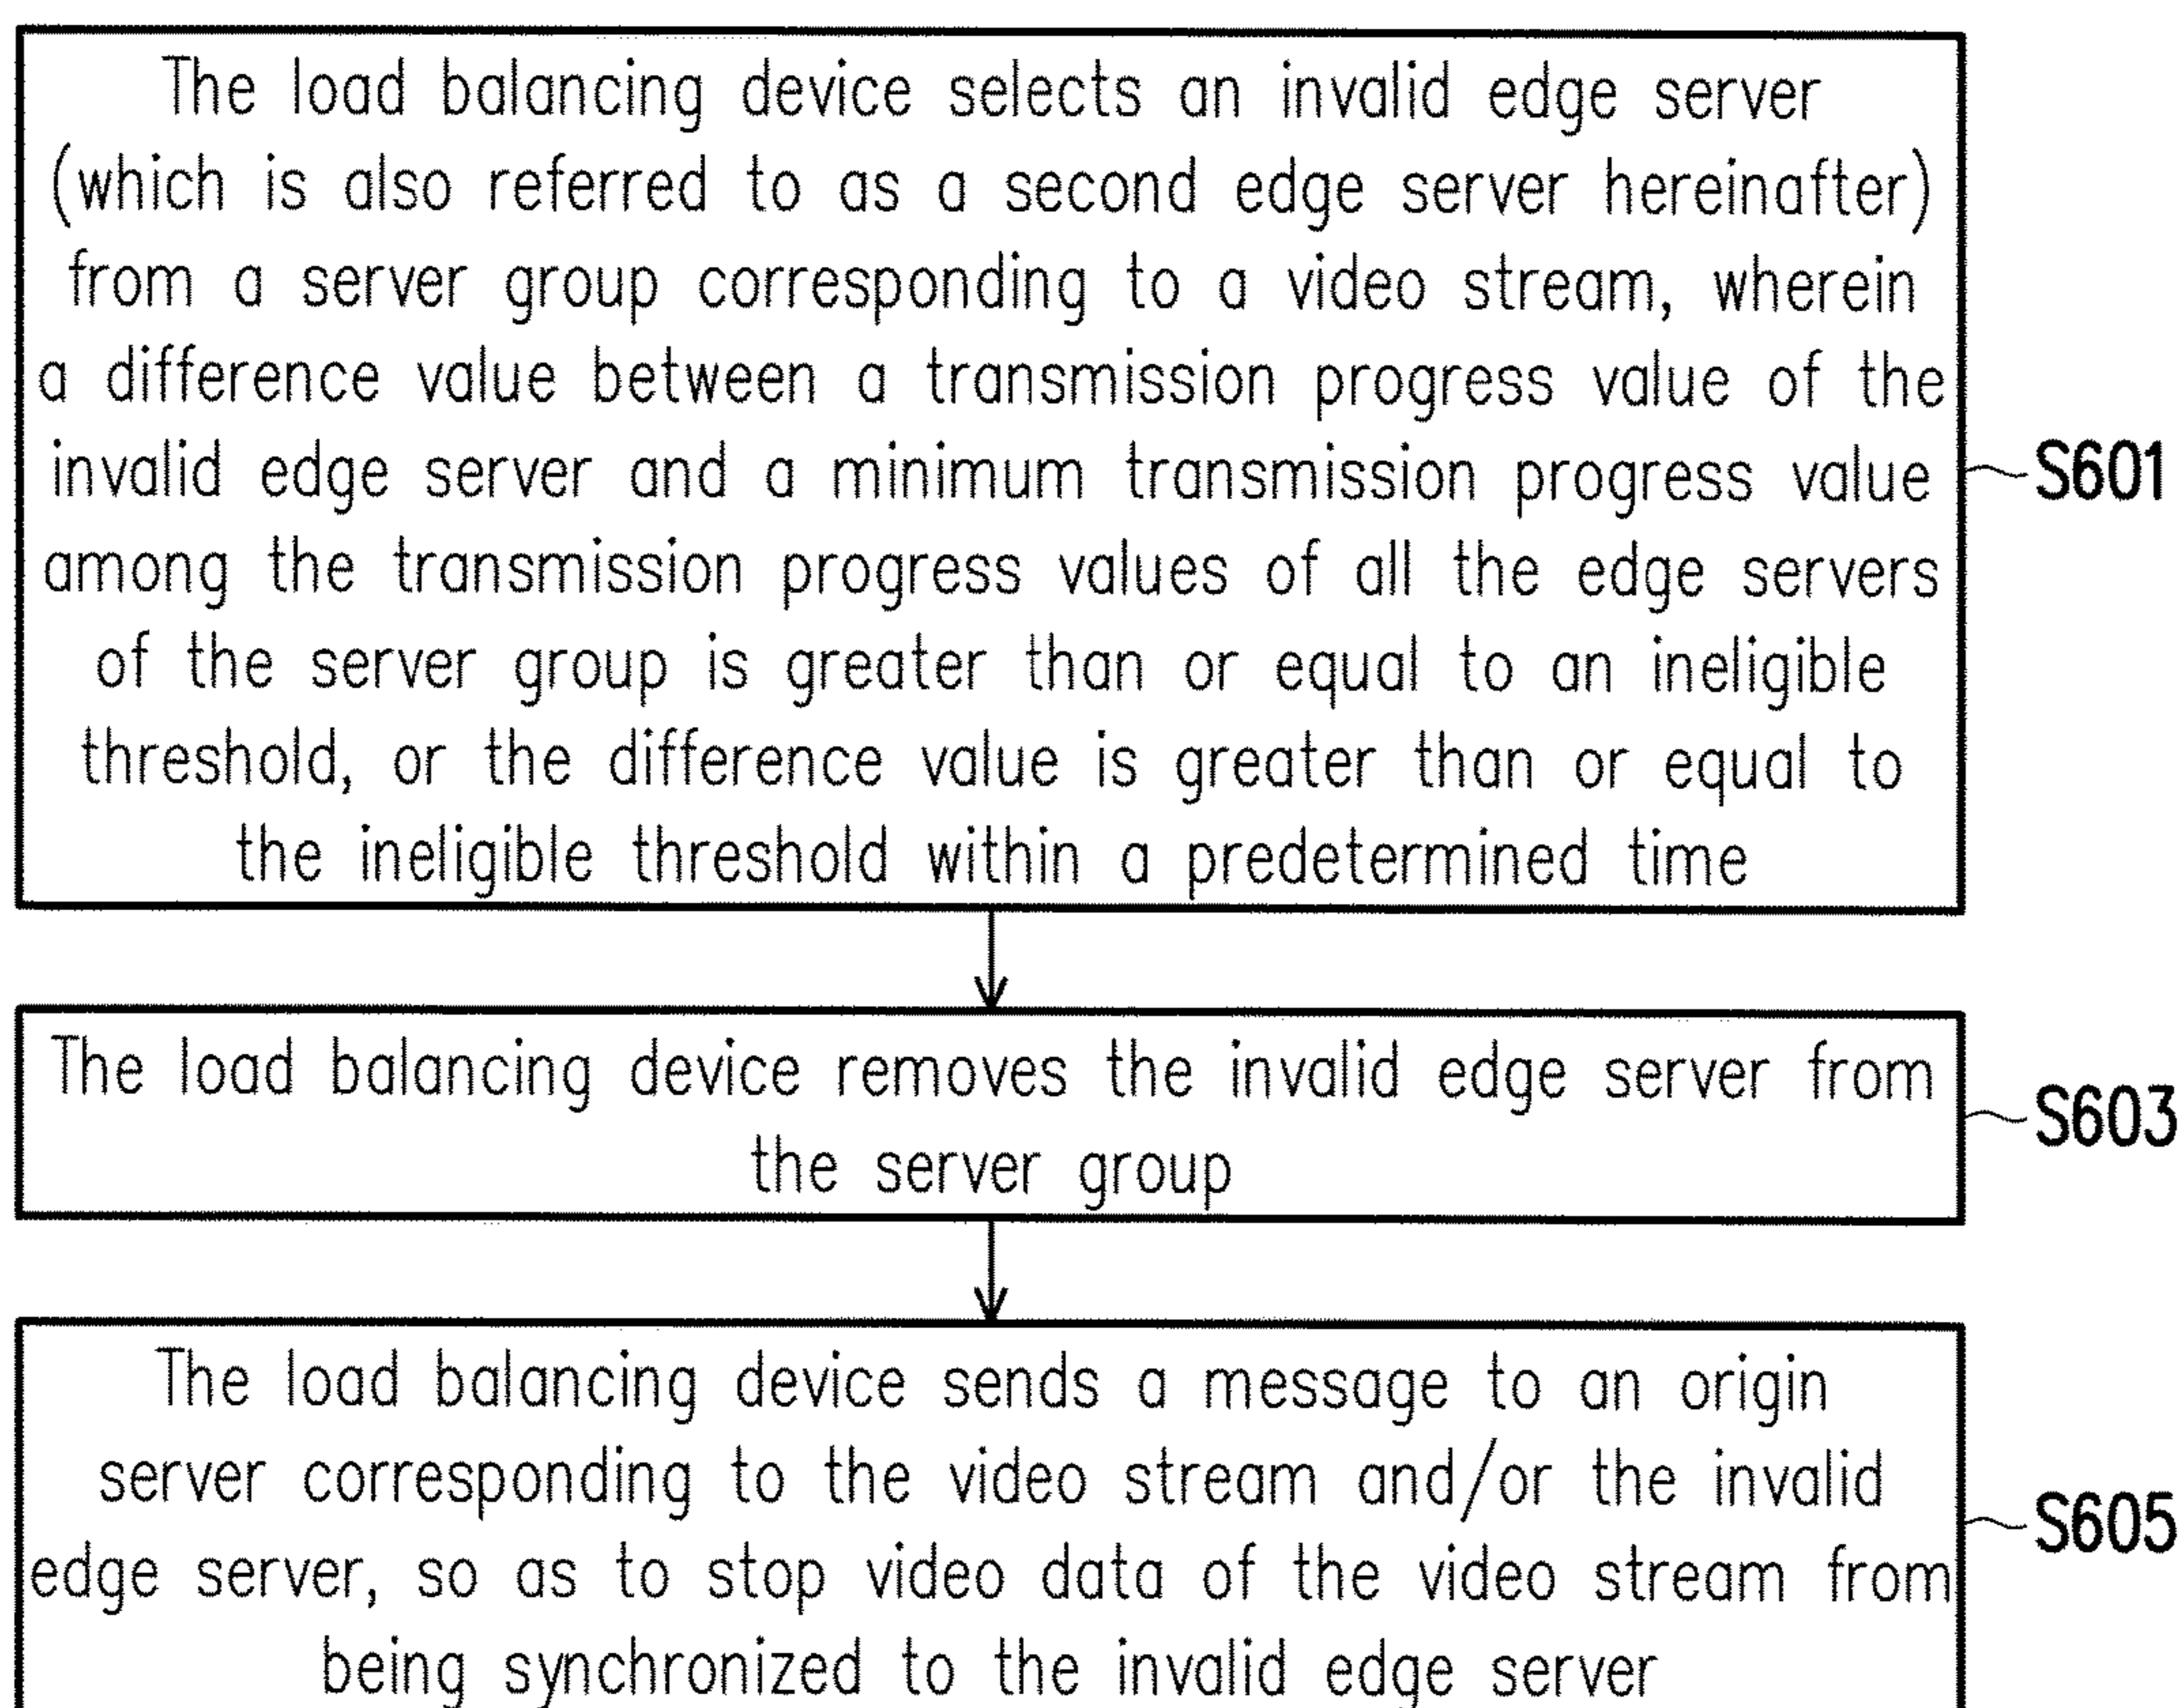 The load balancing device selects an invalid edge server
(which is also referred to as a second edge server hereinafter)
from a server group corresponding to a video stream, wherein
a difference value between a transmission progress value of the
invalid edge server and a minimum transmission progress value
among the transmission progress values of all the edge servers
of the server group is greater than or equal to an ineligible
threshold, or the difference value is greater than or equal to
the ineligible threshold within a predetermined time
S601
The load balancing device removes the invalid edge server from
the server group
S603
The load balancing device sends a message to an origin
server corresponding to the video stream and/or the invalid
edge server, so as to stop video data of the video stream from
being synchronized to the invalid edge server
S605